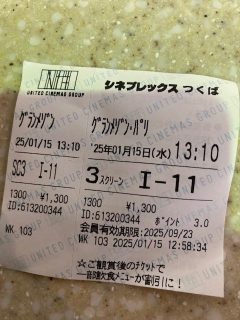 UNITED CINEMAS GROUP
シネプレックス つくば
グランメゾン
25/01/15 13:10
SC3 I-11
1300 ¥1,300
ID:613200344
WK 103
グランメゾン・パリ
'25年01月15日(水) 13:10
3 スクリーン I-11
1300 ¥1,300
ID:613200344 ポイント 3.0
会員有効期限:2025/09/23
WK 103 2025/01/15 12:58:34
☆ご鑑賞後のチケットで
一部飲食メニューが割引に!